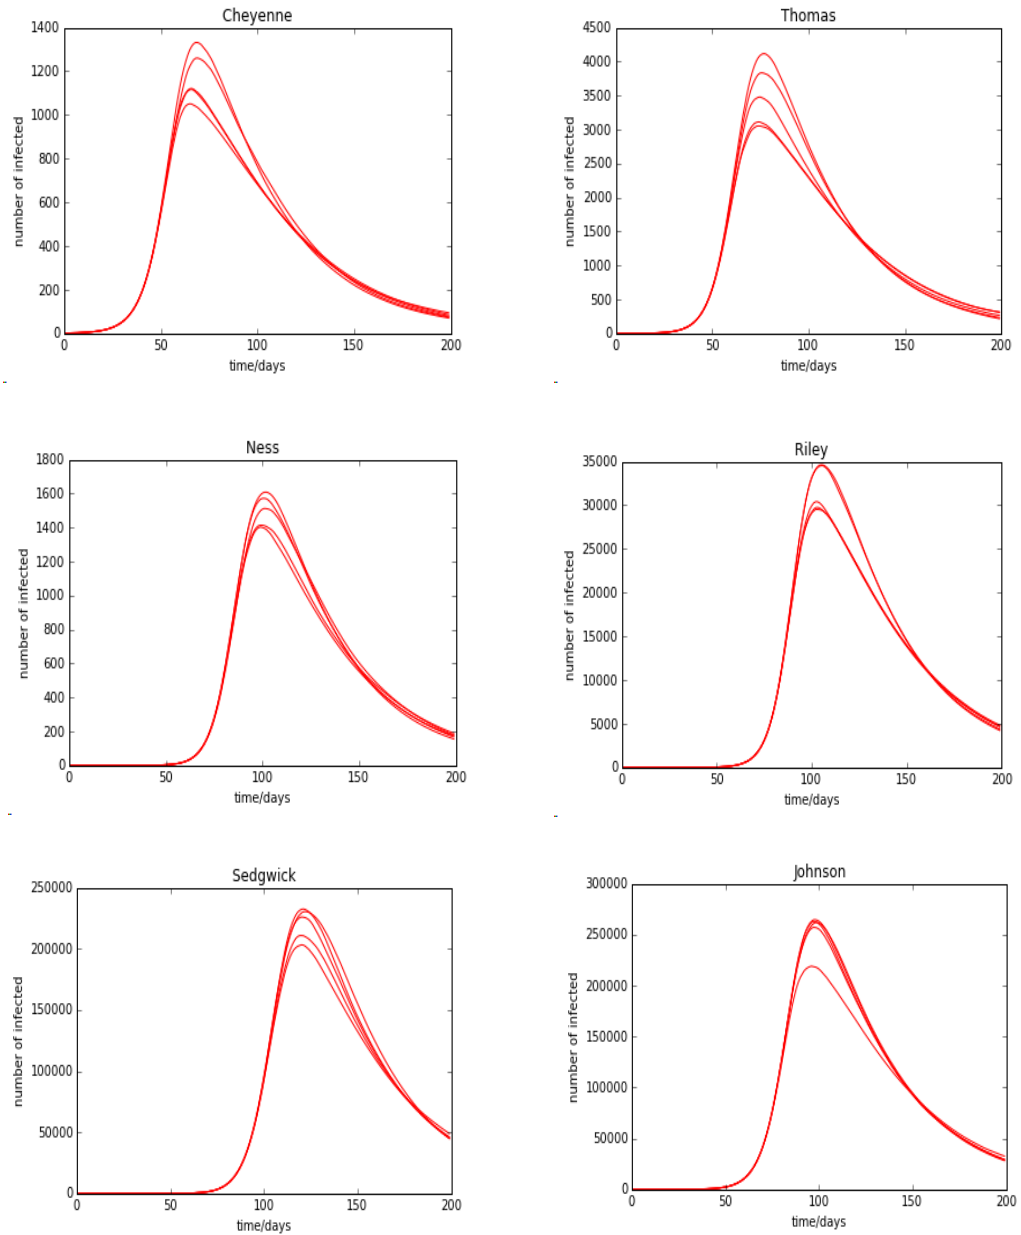 Cheyenne
1400
1200
1000
800
600
400
200
0
0 50 100 150 200
number of infected
time/days
Thomas
4500
4000
3500
3000
2500
2000
1500
1000
500
0
0 50 100 150 200
number of infected
time/days
Ness
1800
1600
1400
1200
1000
800
600
400
200
0
0 50 100 150 200
number of infected
time/days
Riley
35000
30000
25000
20000
15000
10000
5000
0
0 50 100 150 200
number of infected
time/days
Sedgwick
250000
200000
150000
100000
50000
0
0 50 100 150 200
number of infected
time/days
Johnson
300000
250000
200000
150000
100000
50000
0
0 50 100 150 200
number of infected
time/days